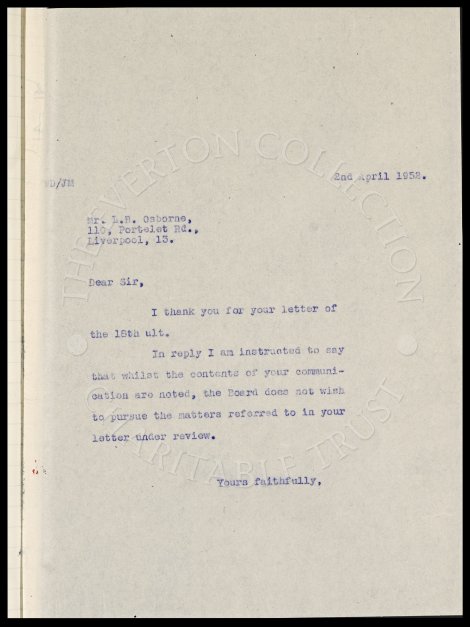 2nd April 1952.
WD/JM
Mr. L.B. Osborne,
110, Portelet Rd.,
Liverpool, 13.
Dear Sir,
I thank you for your letter of
the 18th ult.
In reply I am instructed to say
that whilst the contents of your communi-
cation are noted, the Board does not wish
to pursue the matters referred to in your
letter under review.
Yours faithfully,
THE EVERTON COLLECTION
CHARITABLE TRUST